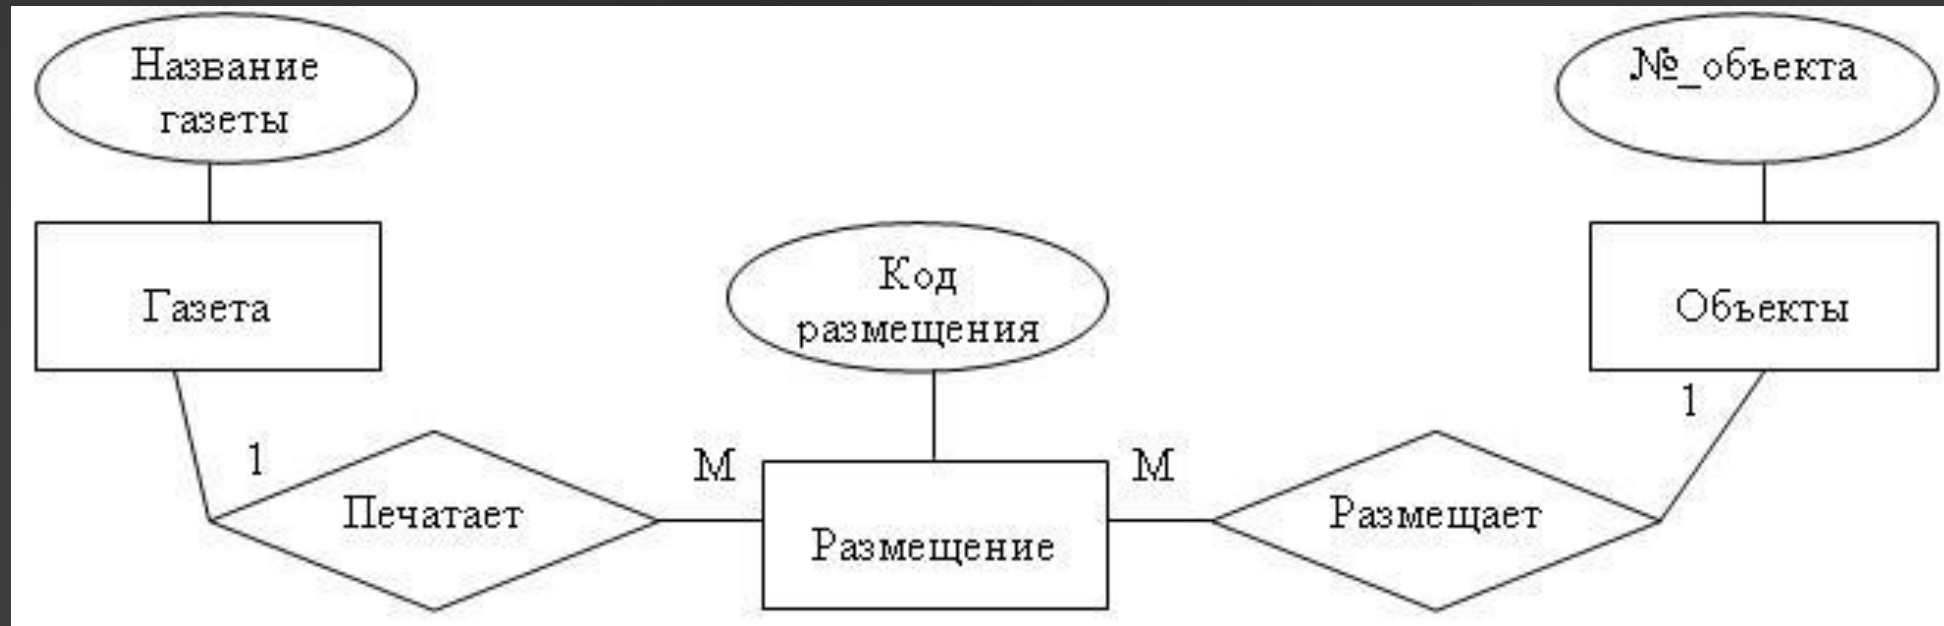 Название
газеты
№_объекта
Газета
Код
размещения
Объекты
1
1
Печатает
М
Размещение
М
Размещает